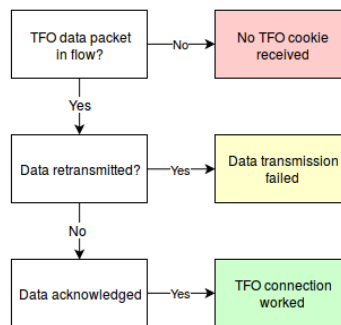 TFO data packet
in flow?
No
No TFO cookie
received
Yes
Data retransmitted?
Yes
Data transmission
failed
No
Data acknowledged
Yes
TFO connection
worked